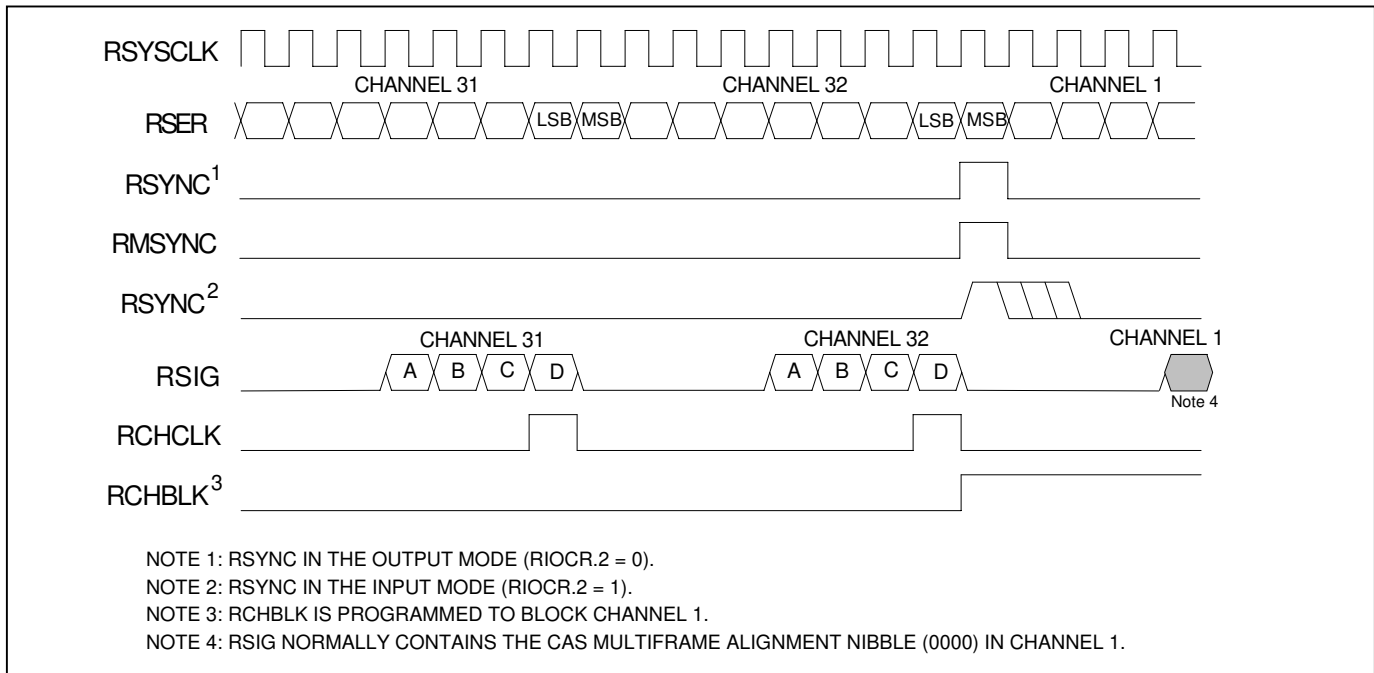 RSYSCLK
CHANNEL 31 CHANNEL 32 CHANNEL 1
RSER LSB MSB LSB MSB
RSYNC1
RMSYNC
RSYNC2
CHANNEL 31 CHANNEL 32 CHANNEL 1
RSIG A B C D A B C D
Note 4
RCHCLK
RCHBLK3
NOTE 1: RSYNC IN THE OUTPUT MODE (RIOCR.2 = 0).
NOTE 2: RSYNC IN THE INPUT MODE (RIOCR.2 = 1).
NOTE 3: RCHBLK IS PROGRAMMED TO BLOCK CHANNEL 1.
NOTE 4: RSIG NORMALLY CONTAINS THE CAS MULTIFRAME ALIGNMENT NIBBLE (0000) IN CHANNEL 1.